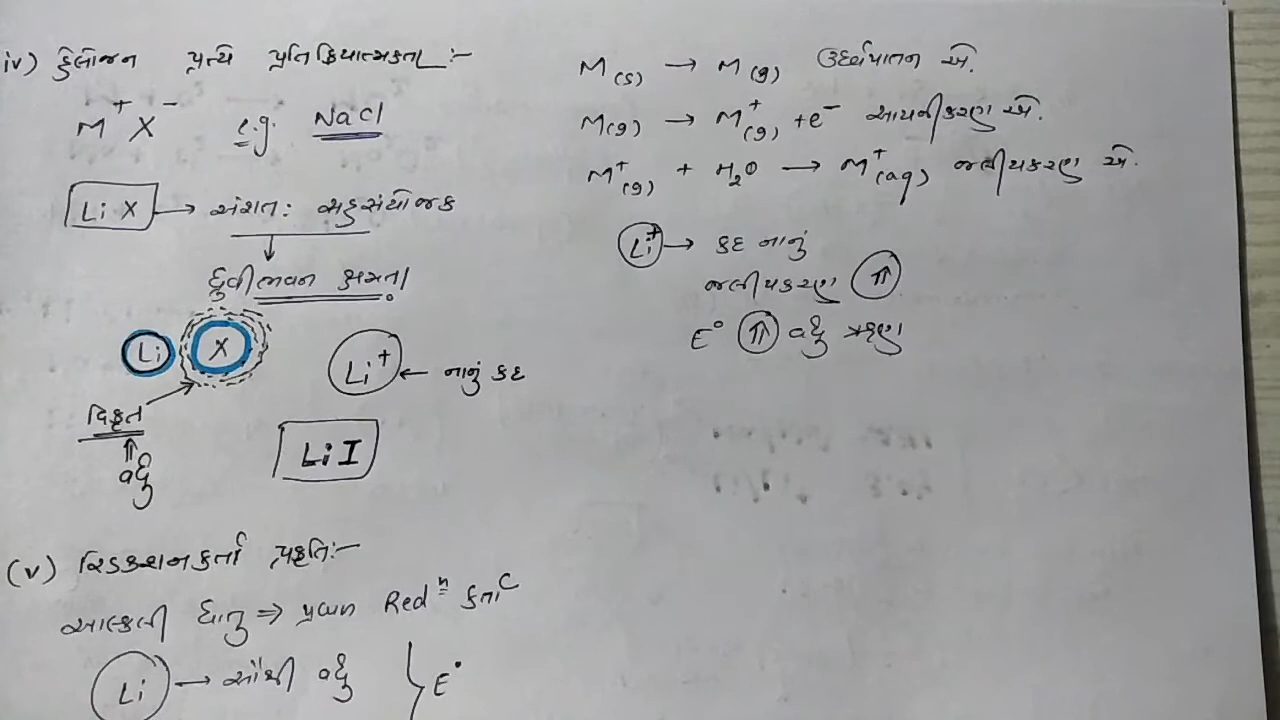 iv) હેલોજન પ્રત્યે પ્રતિક્રિયાત્મકતા :-
M⁺ X⁻ e.g. NaCl
Li X → અંશતઃ સહસંયોજક
ધ્રુવીભવન ક્ષમતા
Li X
Li⁺ ← નાનું કદ
વિકૃત
⇑
વધુ
LiI
(v) રિડક્શનકર્તા પ્રકૃતિ:-
આલ્કલી ધાતુ ⇒ પ્રબળ Redⁿ કર્તા
Li → સૌથી વધુ } E°
M(s) → M(g) ઉર્ધ્વપાતન એ.
M(g) → M⁺(g) + e⁻ આયનીકરણ એ.
M⁺(g) + H₂O → M⁺(aq) જલીયકરણ એ.
Li⁺ → કદ નાનું
જલીયકરણ ⇑
E° ⇑ વધુ ઋણ